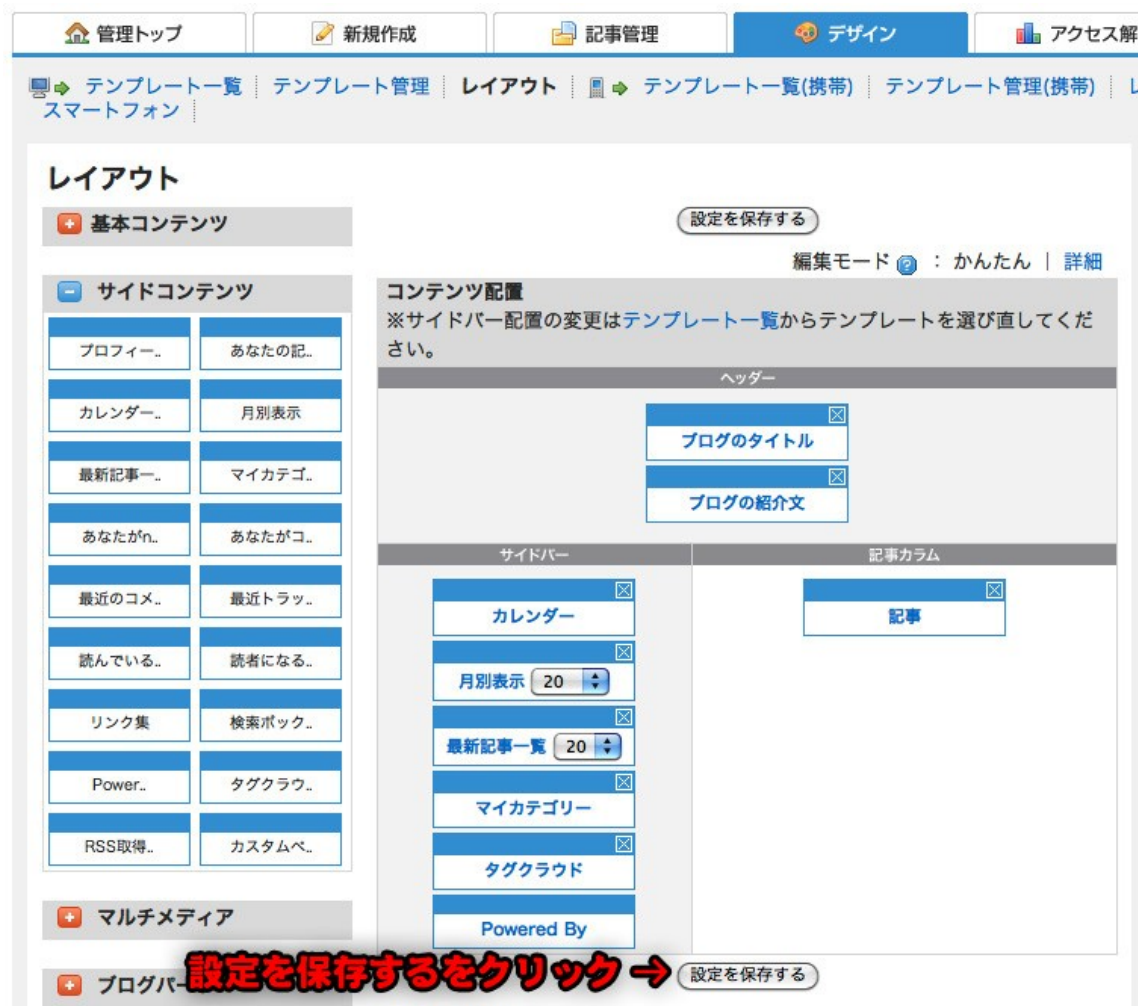 管理トップ 新規作成 記事管理 デザイン アクセス解
テンプレート一覧 テンプレート管理 レイアウト テンプレート一覧(携帯) テンプレート管理(携帯) レ
スマートフォン
レイアウト
基本コンテンツ
設定を保存する
編集モード ? : かんたん | 詳細
サイドコンテンツ
プロフィー.. あなたの記..
カレンダー.. 月別表示
最新記事一.. マイカテゴ..
あなたがn.. あなたがコ..
最近のコメ.. 最近トラッ..
読んでいる.. 読者になる..
リンク集 検索ボック..
Power.. タグクラウ..
RSS取得.. カスタムペ..
マルチメディア
ブログパー
コンテンツ配置
※サイドバー配置の変更はテンプレート一覧からテンプレートを選び直してくだ
さい。
ヘッダー
ブログのタイトル
ブログの紹介文
サイドバー
カレンダー
月別表示 20
最新記事一覧 20
マイカテゴリー
タグクラウド
Powered By
記事カラム
記事
設定を保存するをクリック → 設定を保存する